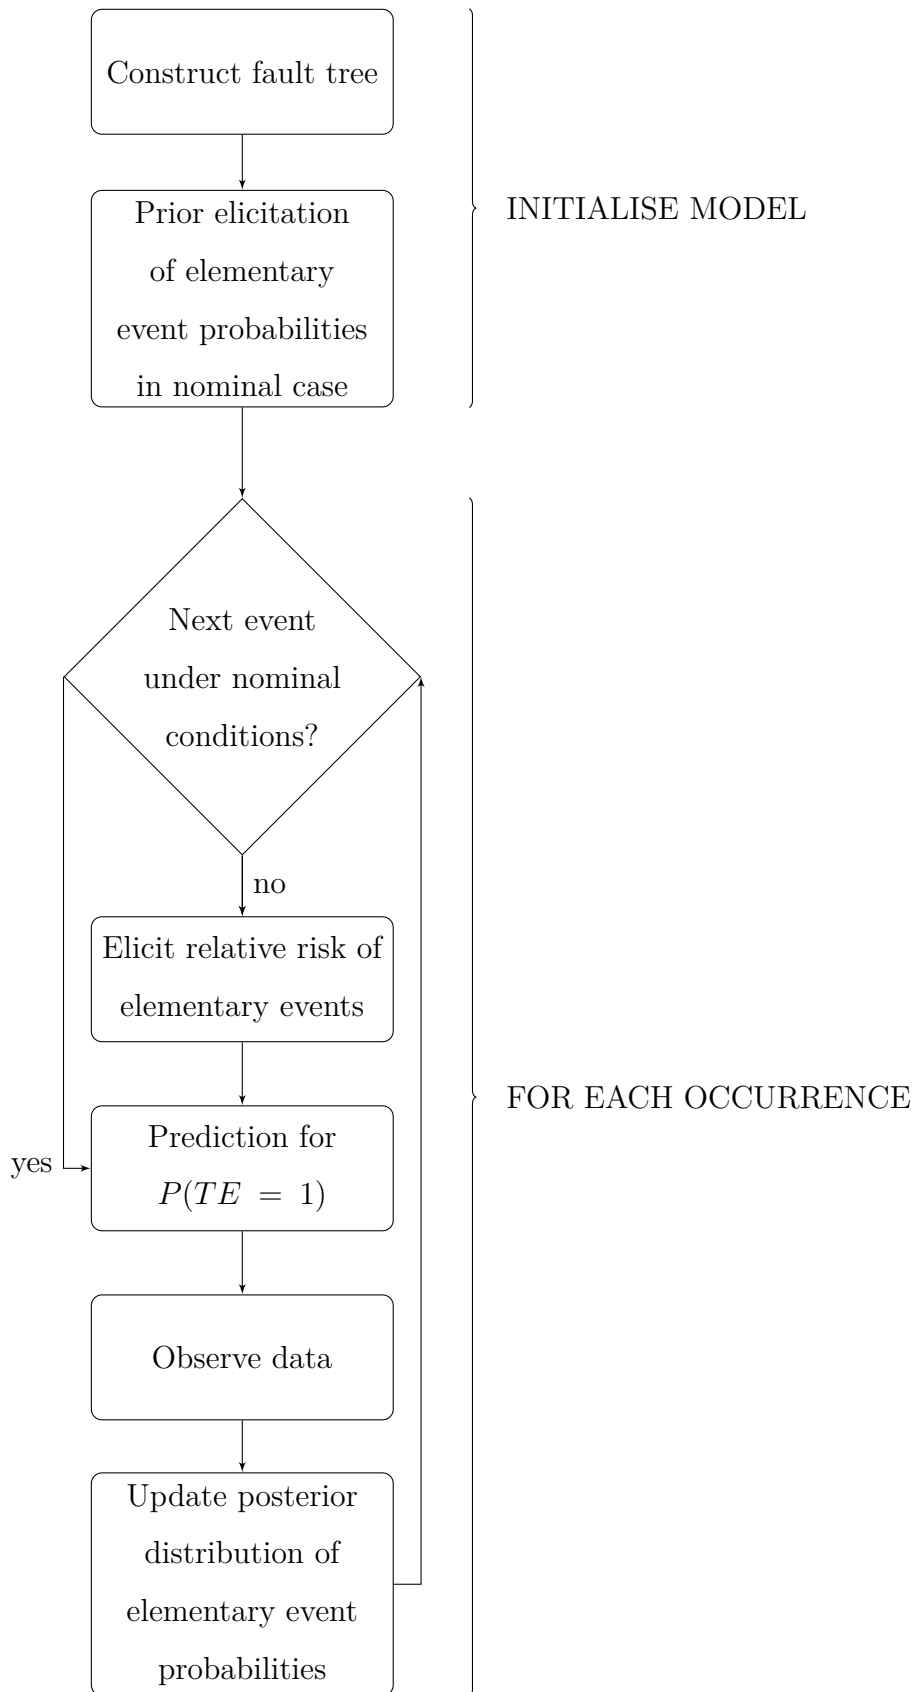 Construct fault tree
Prior elicitation
of elementary
event probabilities
in nominal case
INITIALISE MODEL
Next event
under nominal
conditions?
no
Elicit relative risk of
elementary events
FOR EACH OCCURRENCE
Prediction for
yes
P(TE = 1)
Observe data
Update posterior
distribution of
elementary event
probabilities